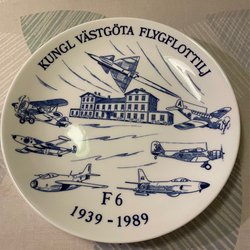 KUNGL VÄSTGÖTA FLYGFLOTTILJ
F 6
1939 - 1989